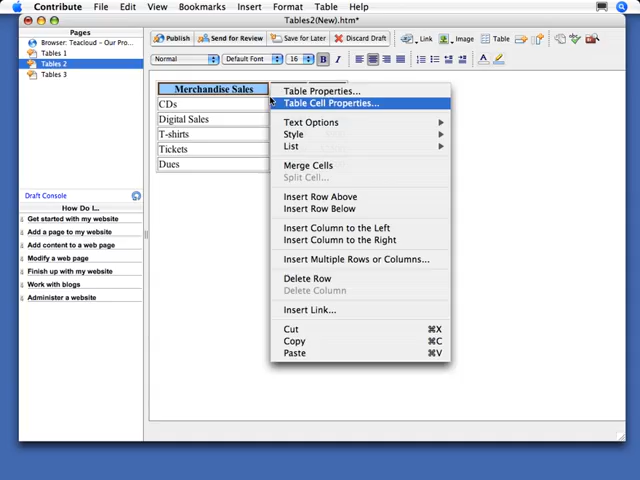 Contribute File Edit View Bookmarks Insert Format Table Help
Tables2(New).htm*
Pages
Browser: Teacloud - Our Pro...
Tables 1
Tables 2
Tables 3
Publish Send for Review Save for Later Discard Draft Link Image Table
Normal Default Font 16 B I A
Merchandise Sales
CDs
Digital Sales
T-shirts
Tickets
Dues
Table Properties...
Table Cell Properties...
Text Options
Style
List
Merge Cells
Split Cell...
Insert Row Above
Insert Row Below
Insert Column to the Left
Insert Column to the Right
Insert Multiple Rows or Columns...
Delete Row
Delete Column
Insert Link...
Cut ⌘X
Copy ⌘C
Paste ⌘V
Draft Console
How Do I...
Get started with my website
Add a page to my website
Add content to a web page
Modify a web page
Finish up with my website
Work with blogs
Administer a website